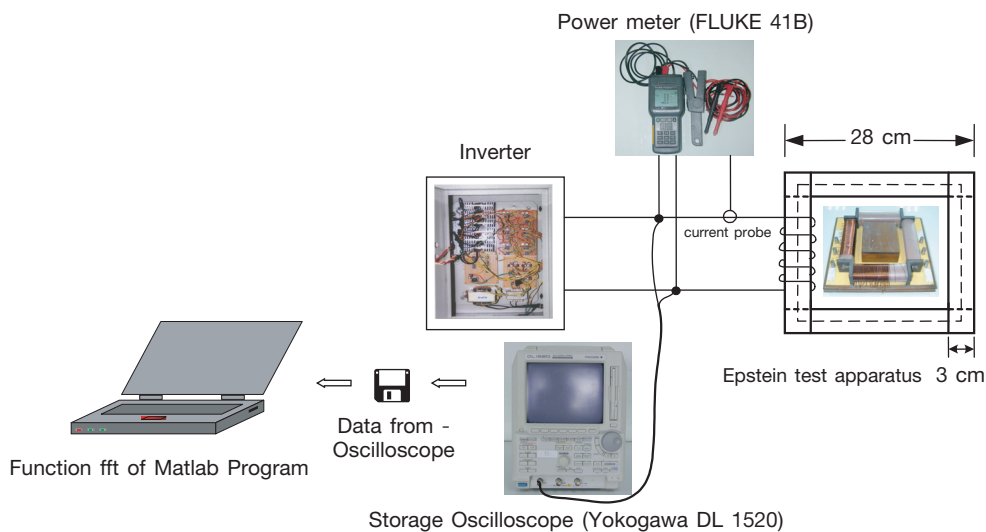 Power meter (FLUKE 41B)
28 cm
Inverter
current probe
Epstein test apparatus 3 cm
Data from -
Oscilloscope
Function fft of Matlab Program
Storage Oscilloscope (Yokogawa DL 1520)